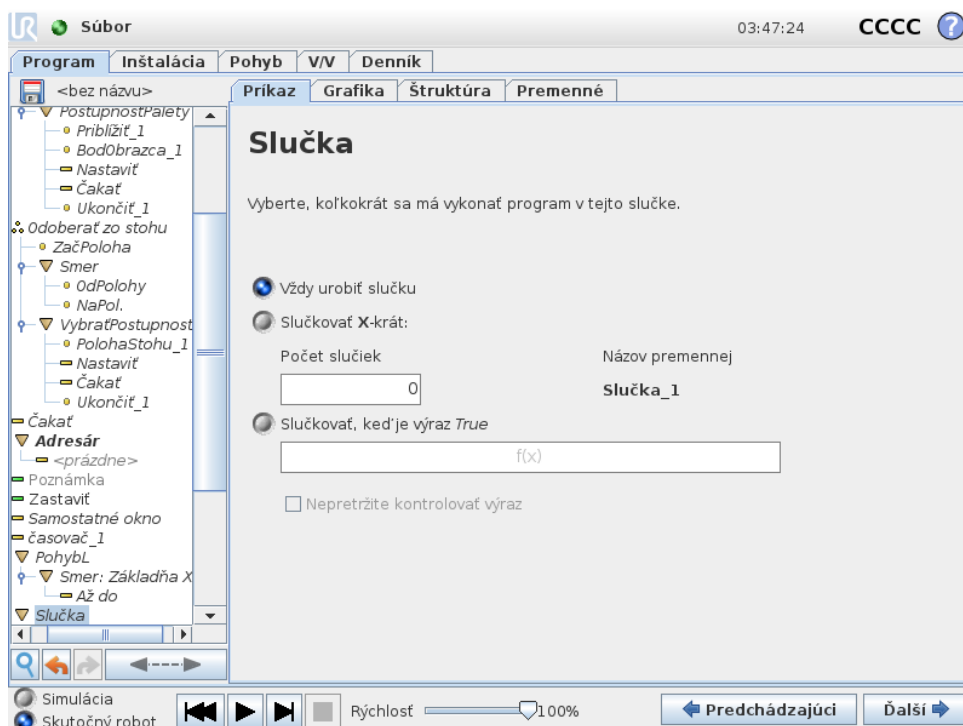 UR Súbor 03:47:24 CCCC ?
Program Inštalácia Pohyb V/V Denník
<bez názvu> Príkaz Grafika Štruktúra Premenné
PostupnosťPalety
Priblížiť_1
BodObrazca_1
Nastaviť
Čakať
Ukončiť_1
Odoberať zo stohu
ZačPoloha
Smer
OdPolohy
NaPol.
VybraťPostupnosť
PolohaStohu_1
Nastaviť
Čakať
Ukončiť_1
Čakať
Adresár
<prázdne>
Poznámka
Zastaviť
Samostatné okno
časovač_1
PohybL
Smer: Základňa X
Až do
Slučka
Slučka
Vyberte, koľkokrát sa má vykonať program v tejto slučke.
Vždy urobiť slučku
Slučkovať X-krát:
Počet slučiek Názov premennej
0 Slučka_1
Slučkovať, keď je výraz True
f(x)
Nepretržite kontrolovať výraz
Simulácia
Skutočný robot
Rýchlosť 100% Predchádzajúci Ďalší